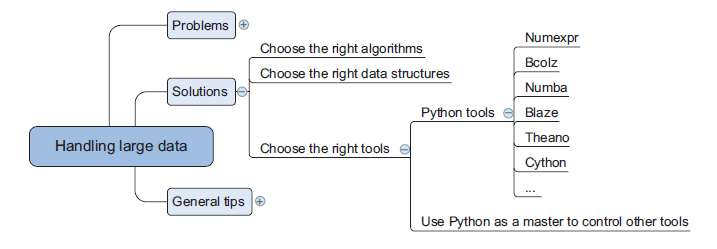 Handling large data
Problems
Solutions
Choose the right algorithms
Choose the right data structures
Choose the right tools
Python tools
Numexpr
Bcolz
Numba
Blaze
Theano
Cython
...
Use Python as a master to control other tools
General tips